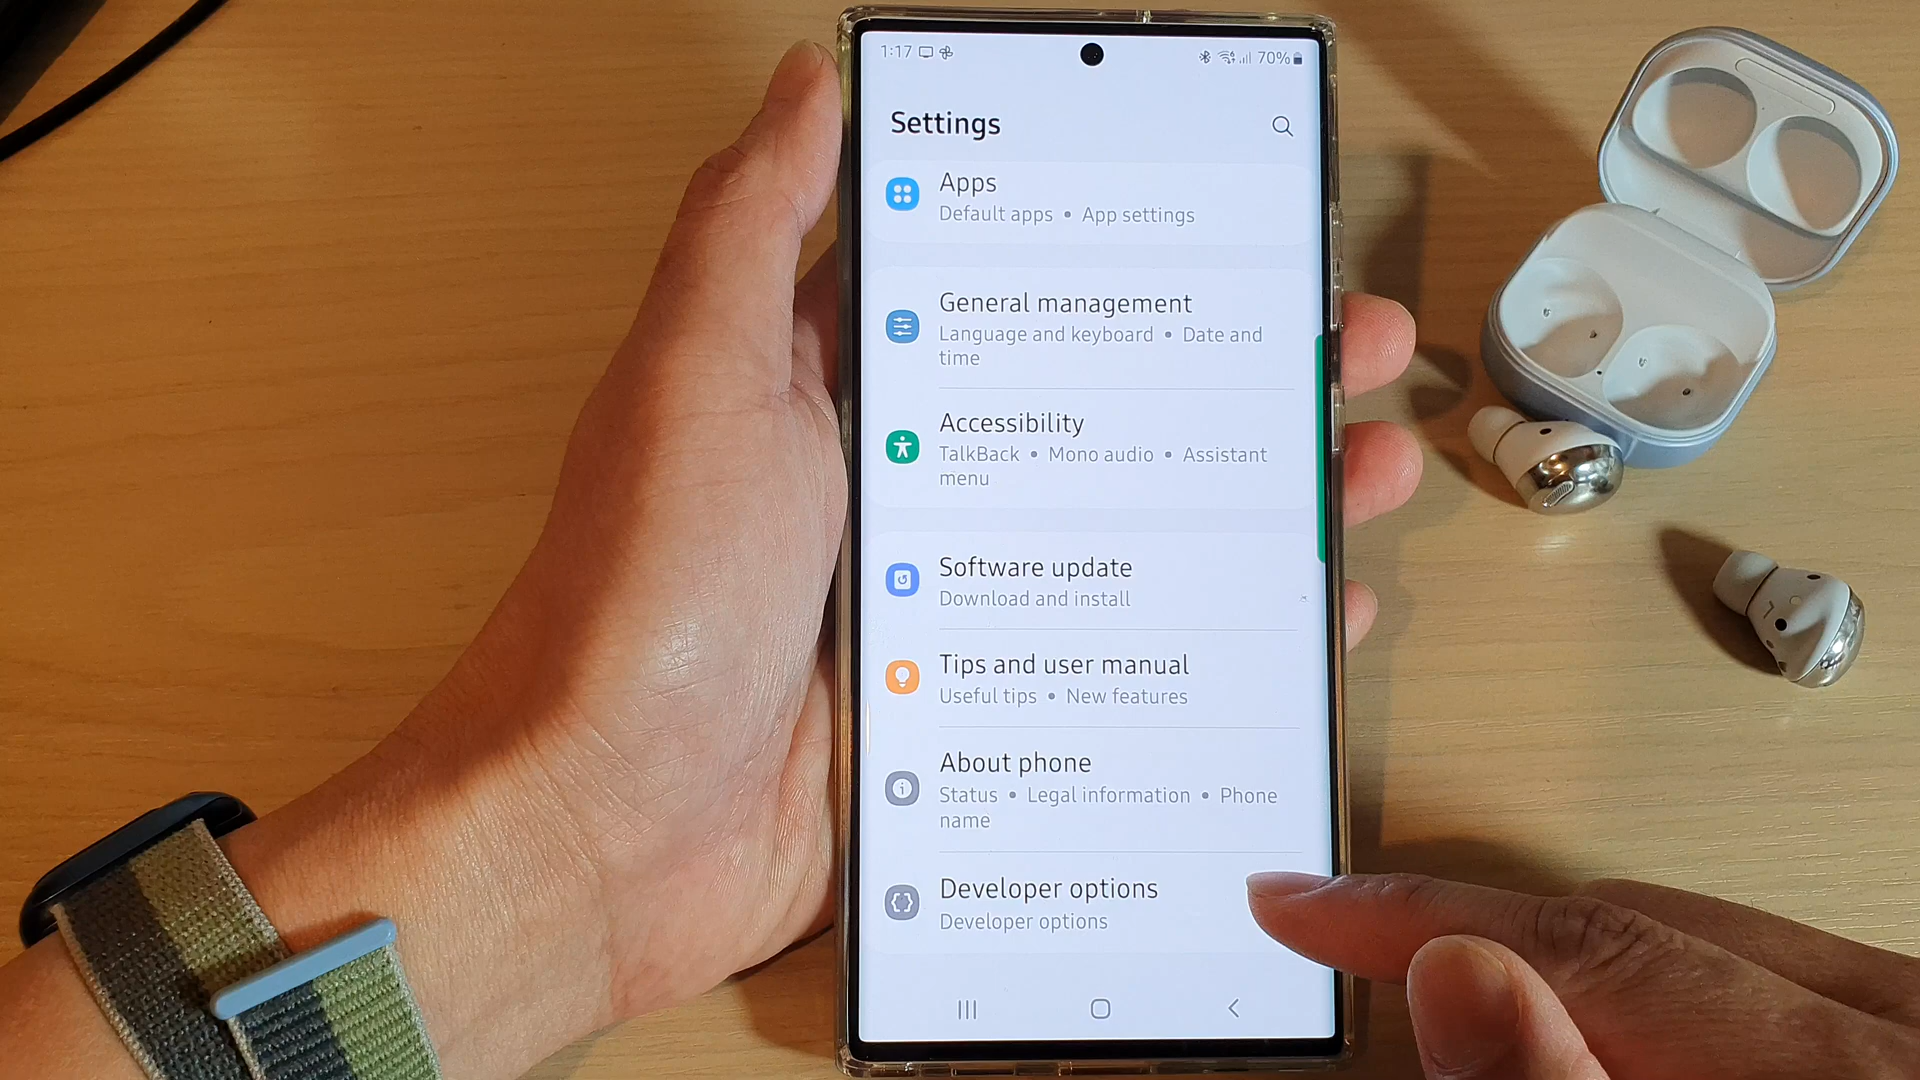 1:17
70%
Settings
Apps
Default apps • App settings
General management
Language and keyboard • Date and
time
Accessibility
TalkBack • Mono audio • Assistant
menu
Software update
Download and install
Tips and user manual
Useful tips • New features
About phone
Status • Legal information • Phone
name
Developer options
Developer options